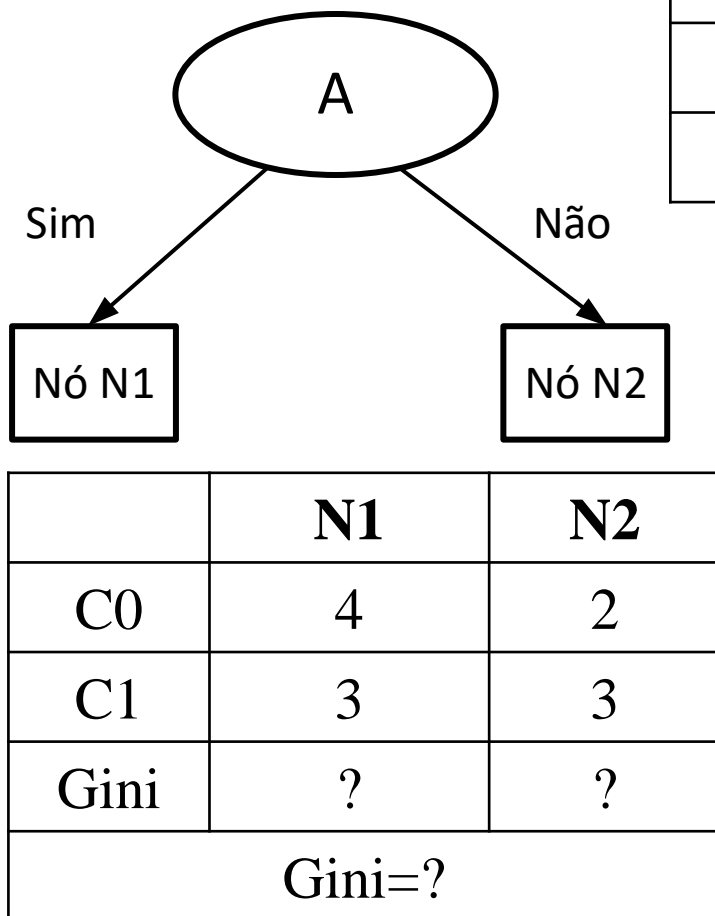 A
Sim Não
Nó N1 Nó N2
N1 N2
C0 4 2
C1 3 3
Gini ? ?
Gini=?